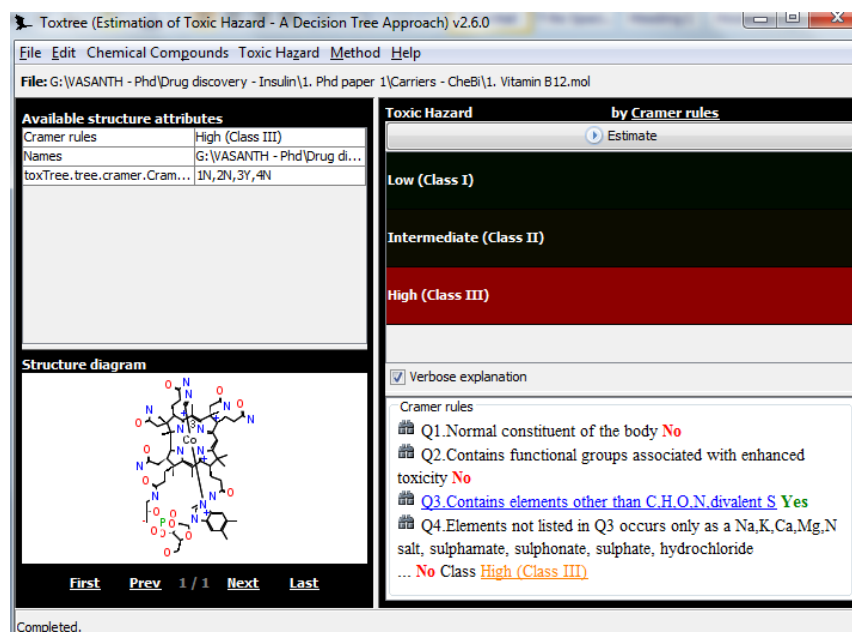 Toxtree (Estimation of Toxic Hazard - A Decision Tree Approach) v2.6.0
File Edit Chemical Compounds Toxic Hazard Method Help
File: G:\VASANTH - Phd\Drug discovery - Insulin\1. Phd paper 1\Carriers - CheBi\1. Vitamin B12.mol
Available structure attributes
Cramer rules High (Class III)
Names G:\VASANTH - Phd\Drug di...
toxTree.tree.cramer.Cram... 1N,2N,3Y,4N
Structure diagram
First Prev 1 / 1 Next Last
Toxic Hazard by Cramer rules
Estimate
Low (Class I)
Intermediate (Class II)
High (Class III)
Verbose explanation
Cramer rules
Q1.Normal constituent of the body No
Q2.Contains functional groups associated with enhanced
toxicity No
Q3.Contains elements other than C,H,O,N,divalent S Yes
Q4.Elements not listed in Q3 occurs only as a Na,K,Ca,Mg,N
salt, sulphamate, sulphonate, sulphate, hydrochloride
... No Class High (Class III)
Completed.